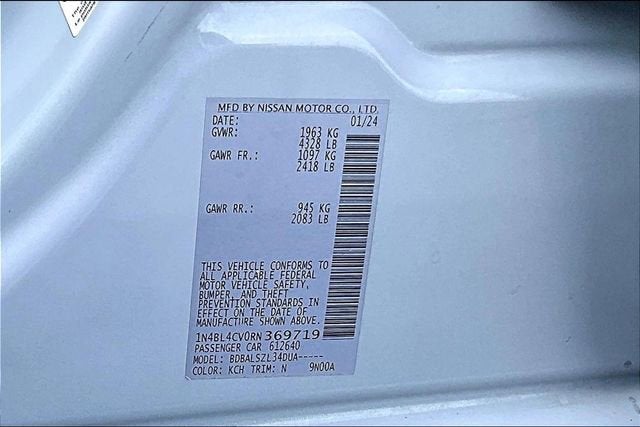 MFD BY NISSAN MOTOR CO., LTD.
DATE: 01/24
GVWR: 1963 KG
4328 LB
GAWR FR.: 1097 KG
2418 LB
GAWR RR.: 945 KG
2083 LB
THIS VEHICLE CONFORMS TO
ALL APPLICABLE FEDERAL
MOTOR VEHICLE SAFETY,
BUMPER, AND THEFT
PREVENTION STANDARDS IN
EFFECT ON THE DATE OF
MANUFACTURE SHOWN ABOVE.
1N4BL4CV0RN369719
PASSENGER CAR 612640
MODEL: BDBALSZL34DUA-----
COLOR: KCH TRIM: N 9N00A